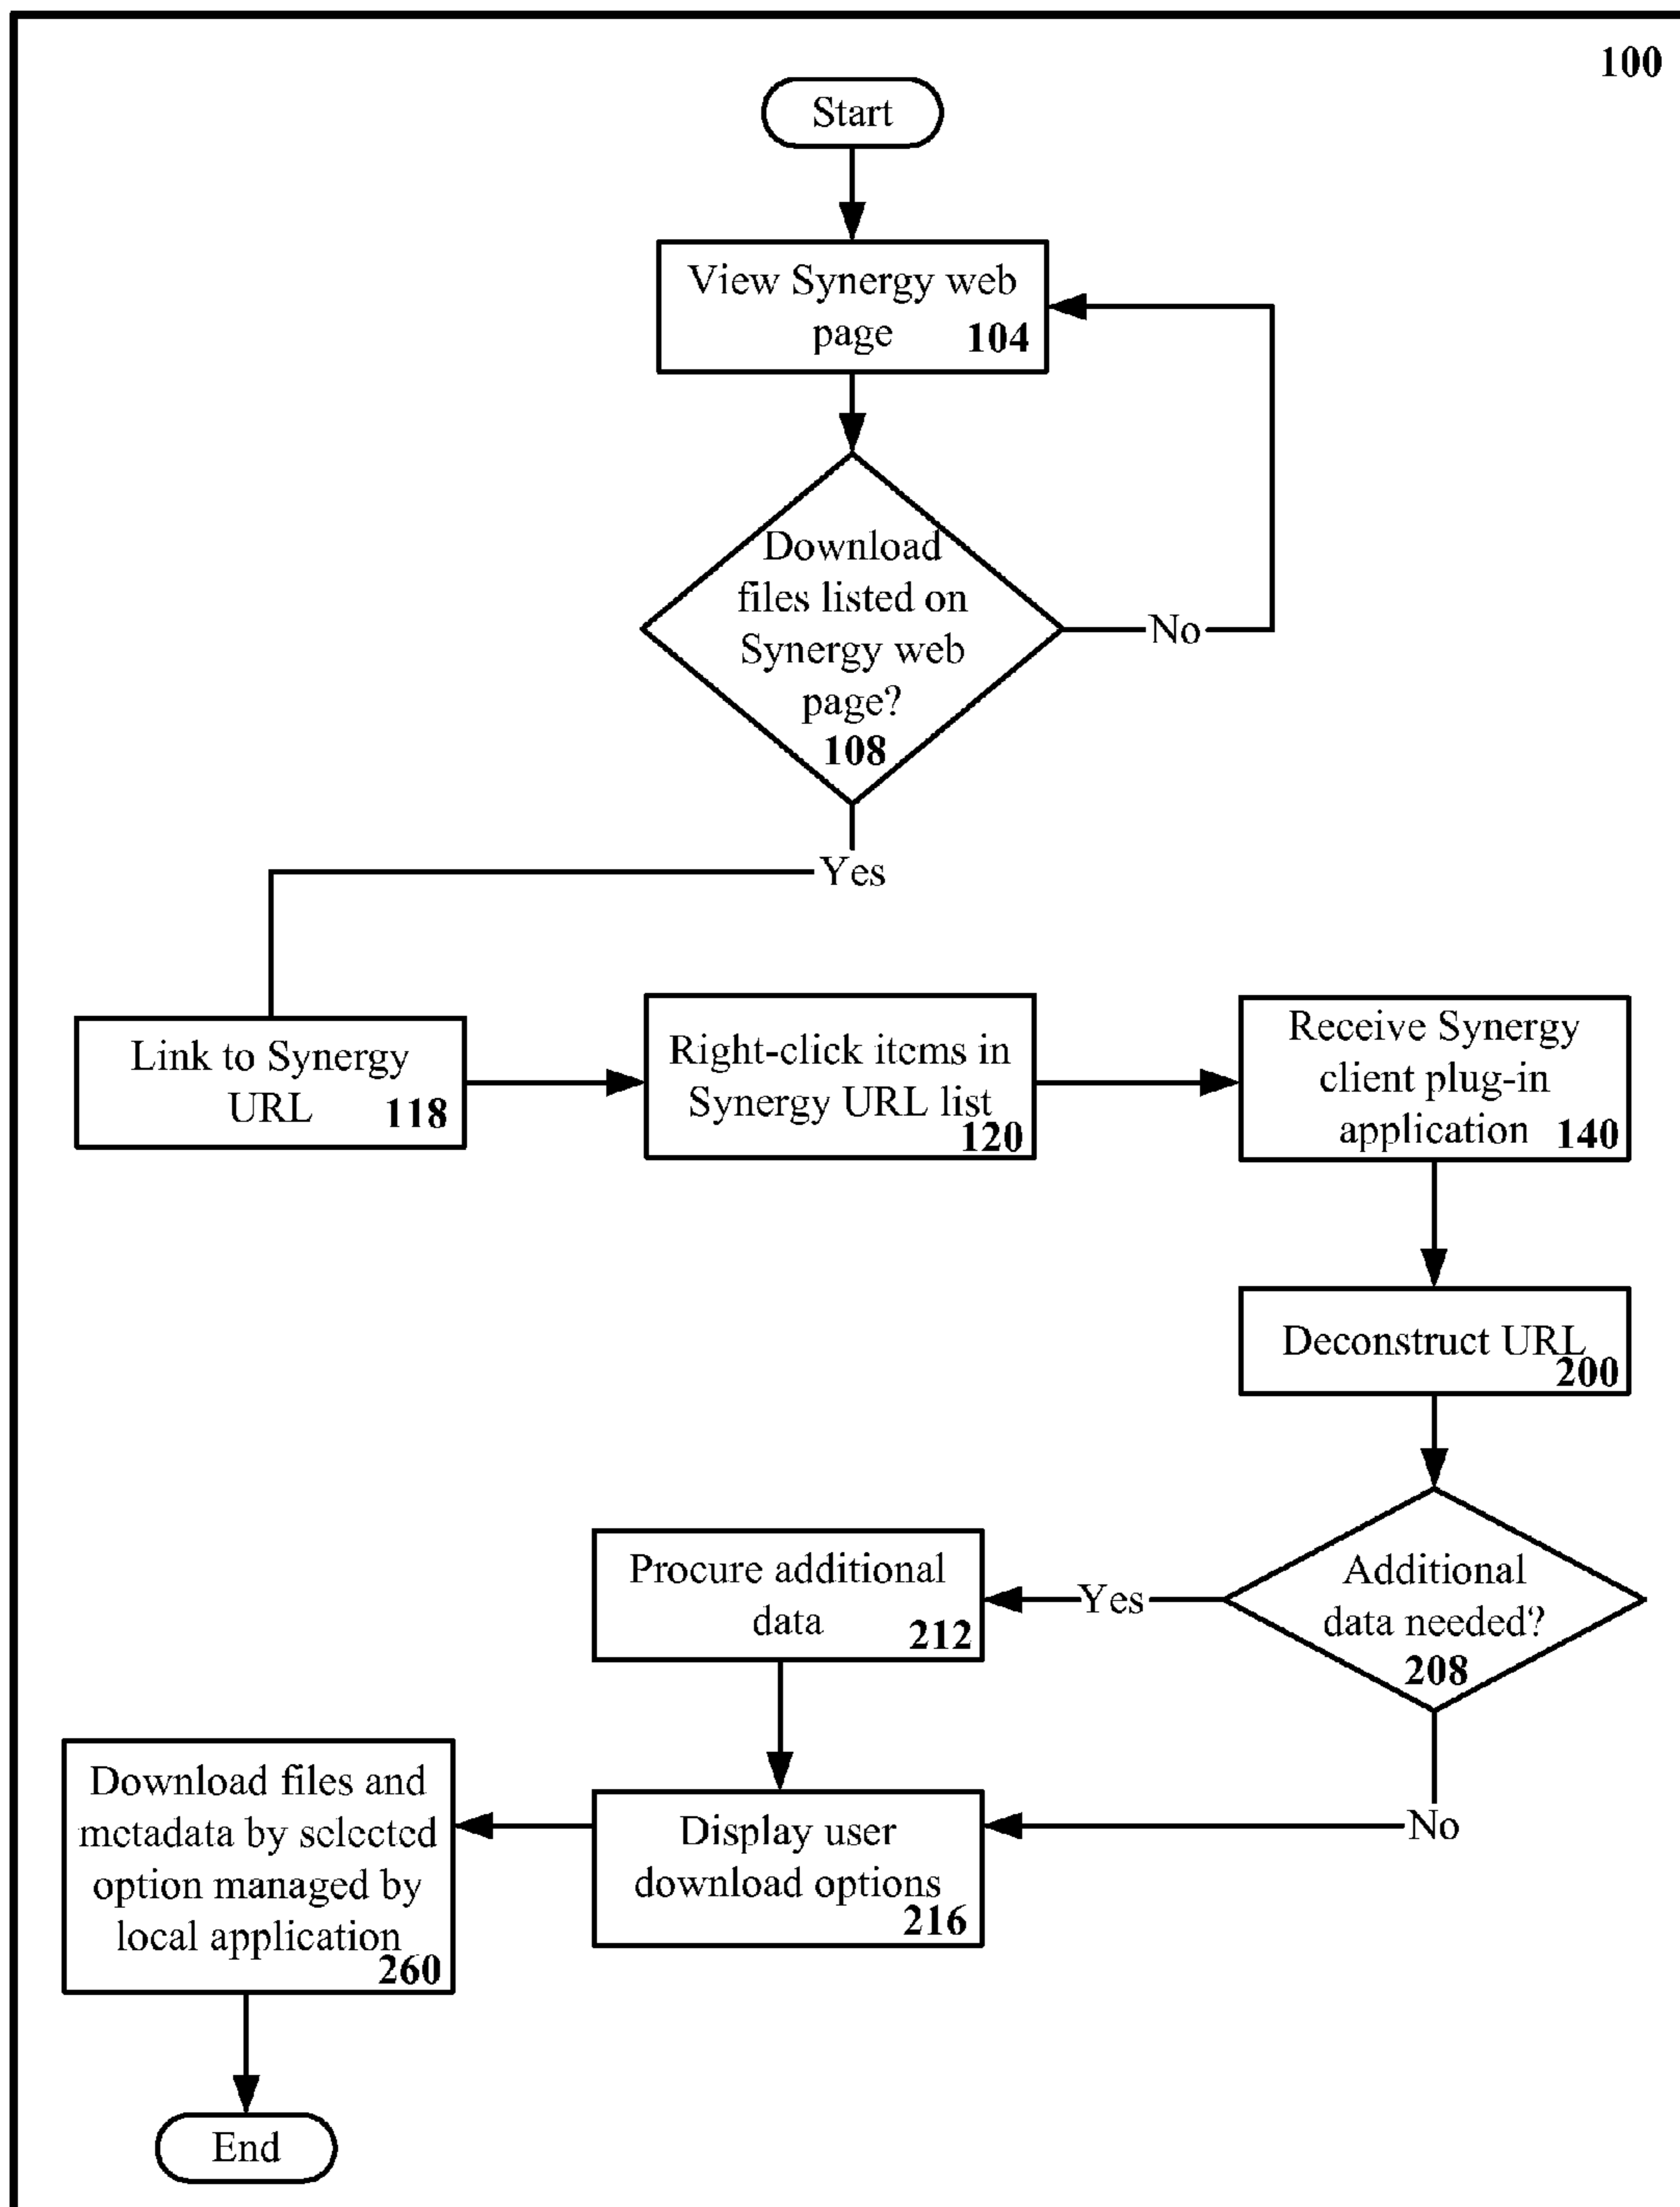 100
Start
View Synergy web
page 104
Download
files listed on
Synergy web
page?
108
No
Yes
Link to Synergy
URL 118
Right-click items in
Synergy URL list
120
Receive Synergy
client plug-in
application 140
Deconstruct URL
200
Additional
data needed?
208
Yes
Procure additional
data 212
No
Display user
download options
216
Download files and
metadata by selected
option managed by
local application
260
End